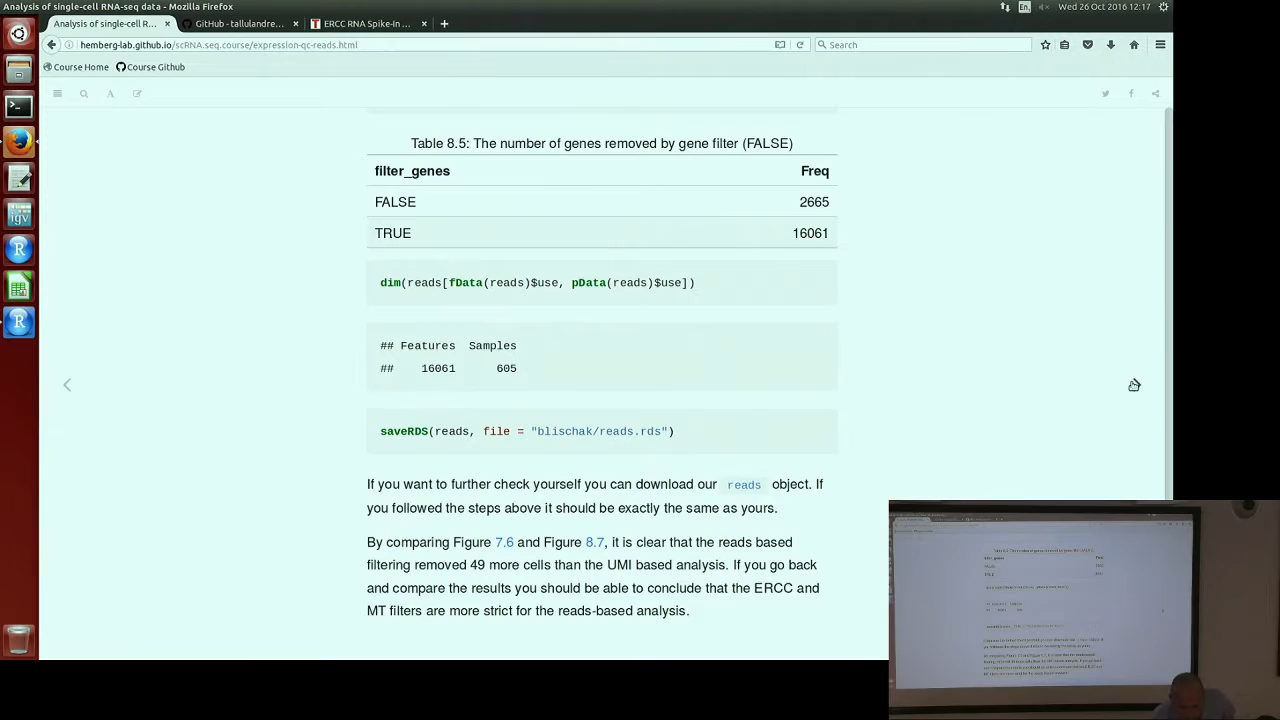 Analysis of single-cell RNA-seq data - Mozilla Firefox
En
Wed 26 Oct 2016 12:17
Analysis of single-cell R... ×
GitHub - tallulandre... ×
ERCC RNA Spike-In ... ×
hemberg-lab.github.io/scRNA.seq.course/expression-qc-reads.html
Search
Course Home Course Github
Table 8.5: The number of genes removed by gene filter (FALSE)
filter_genes Freq
FALSE 2665
TRUE 16061
dim(reads[fData(reads)$use, pData(reads)$use])
## Features Samples
## 16061 605
saveRDS(reads, file = "blischak/reads.rds")
If you want to further check yourself you can download our reads object. If
you followed the steps above it should be exactly the same as yours.
By comparing Figure 7.6 and Figure 8.7, it is clear that the reads based
filtering removed 49 more cells than the UMI based analysis. If you go back
and compare the results you should be able to conclude that the ERCC and
MT filters are more strict for the reads-based analysis.
igv
R
R